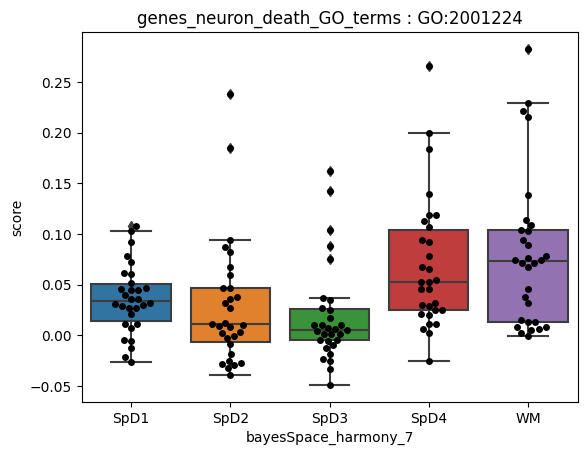 genes_neuron_death_GO_terms : GO:2001224
score
0.25
0.20
0.15
0.10
0.05
0.00
−0.05
SpD1 SpD2 SpD3 SpD4 WM
bayesSpace_harmony_7